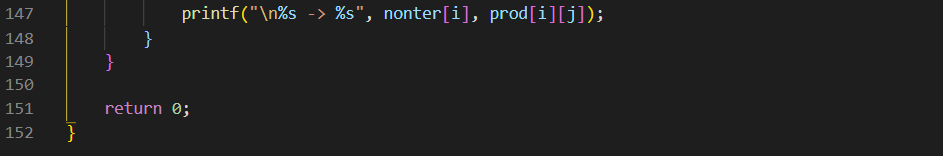 147 printf("\n%s -> %s", nonter[i], prod[i][j]);
148 }
149 }
150
151 return 0;
152 }